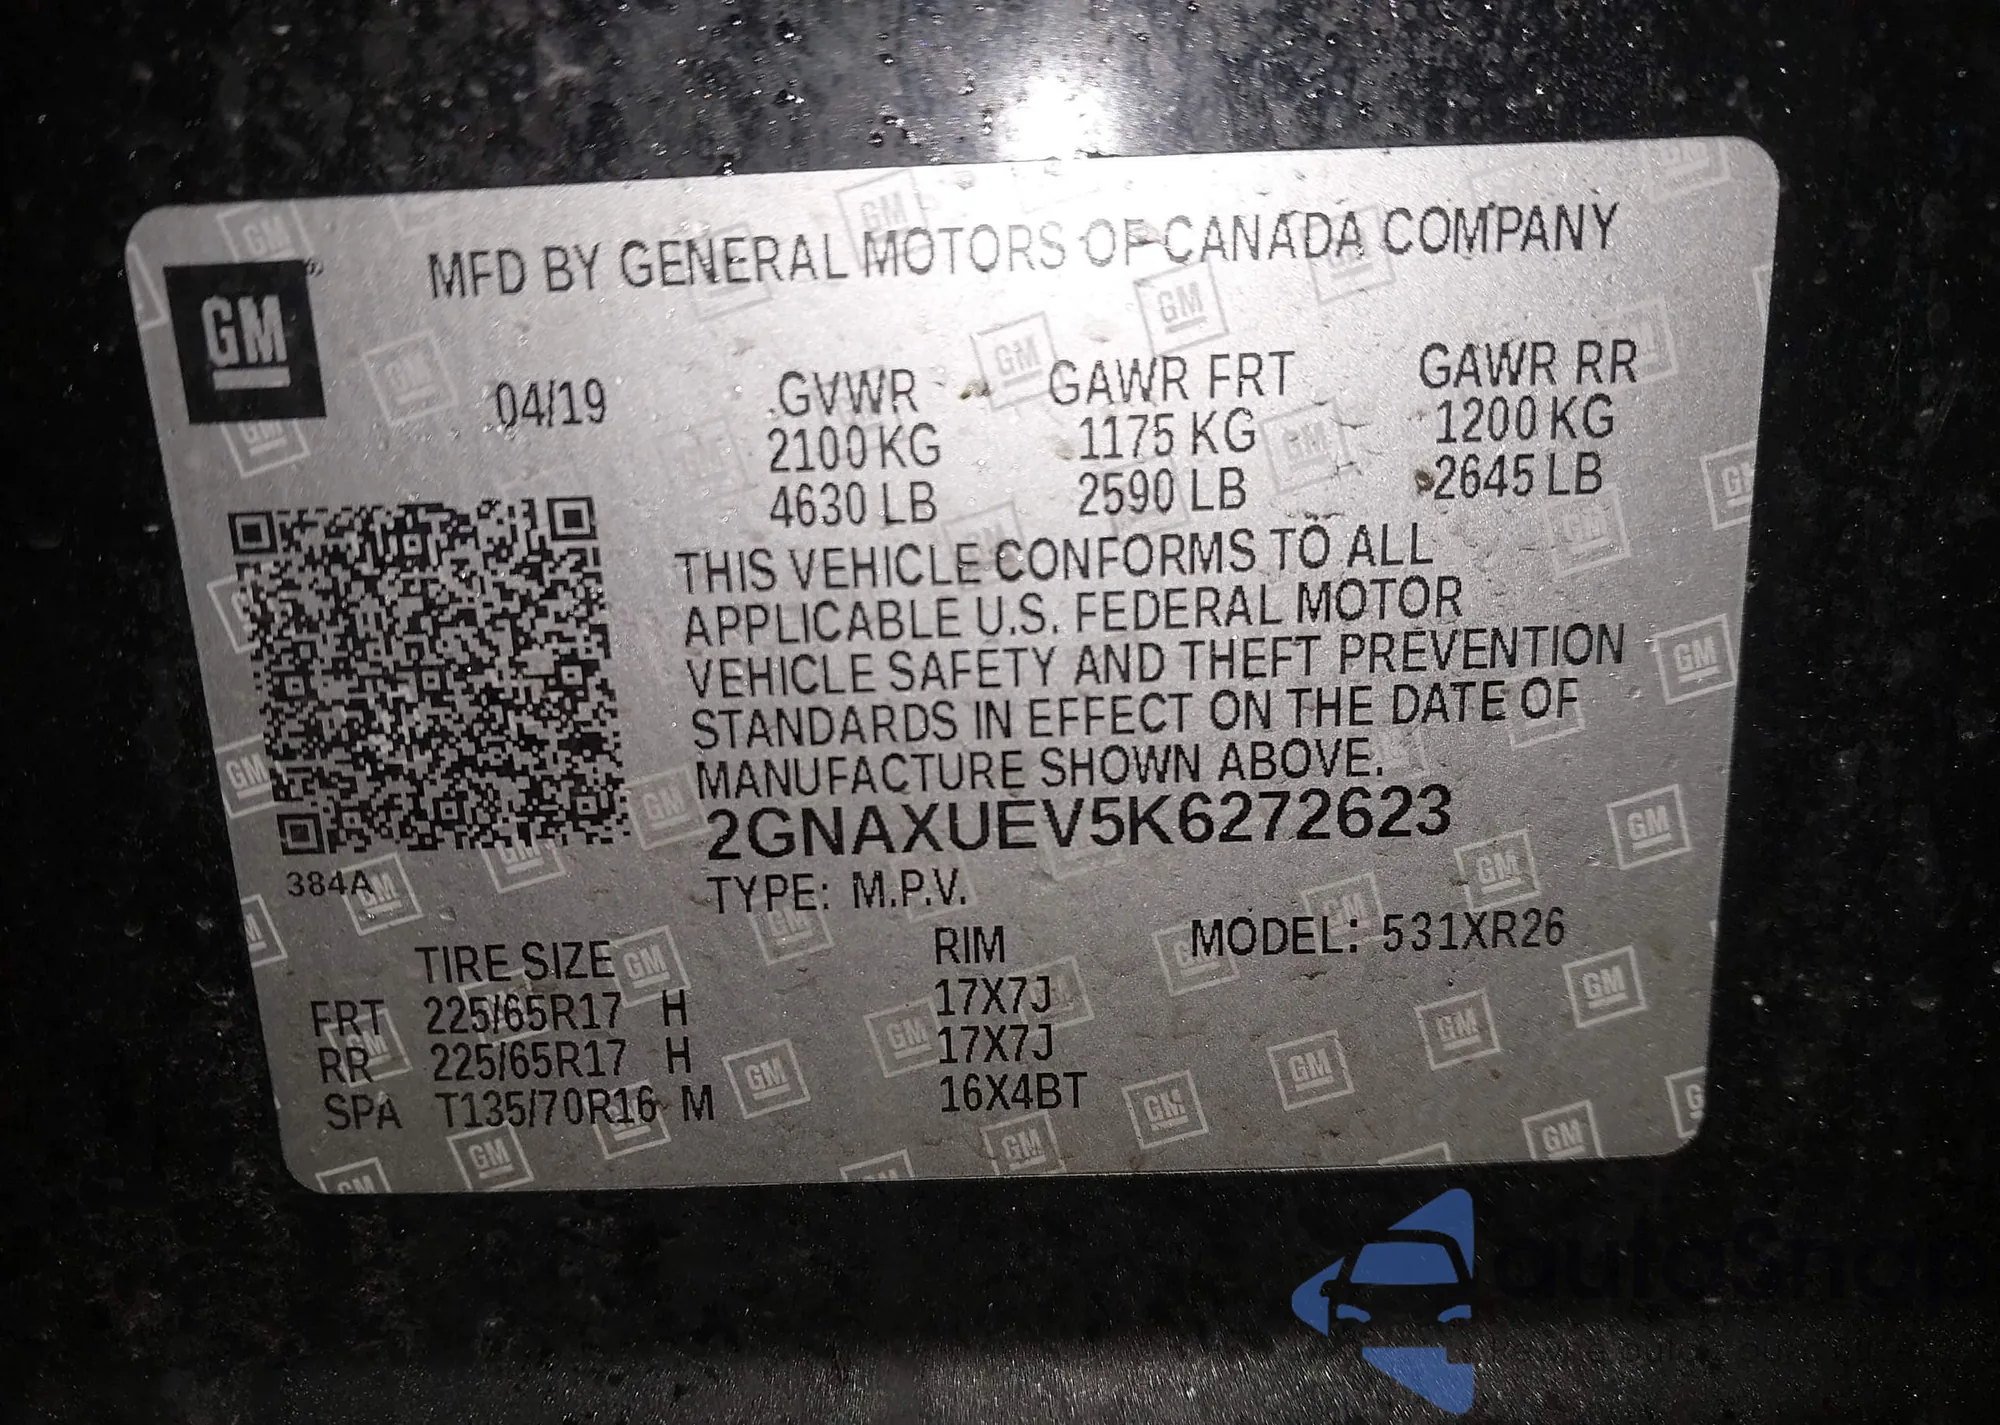 MFD BY GENERAL MOTORS OF CANADA COMPANY
GM
04/19
GVWR GAWR FRT GAWR RR
2100 KG 1175 KG 1200 KG
4630 LB 2590 LB 2645 LB
THIS VEHICLE CONFORMS TO ALL
APPLICABLE U.S. FEDERAL MOTOR
VEHICLE SAFETY AND THEFT PREVENTION
STANDARDS IN EFFECT ON THE DATE OF
MANUFACTURE SHOWN ABOVE.
2GNAXUEV5K6272623
384A
TYPE: M.P.V.
TIRE SIZE RIM MODEL: 531XR26
FRT 225/65R17 H 17X7J
RR 225/65R17 H 17X7J
SPA T135/70R16 M 16X4BT
autoSnap